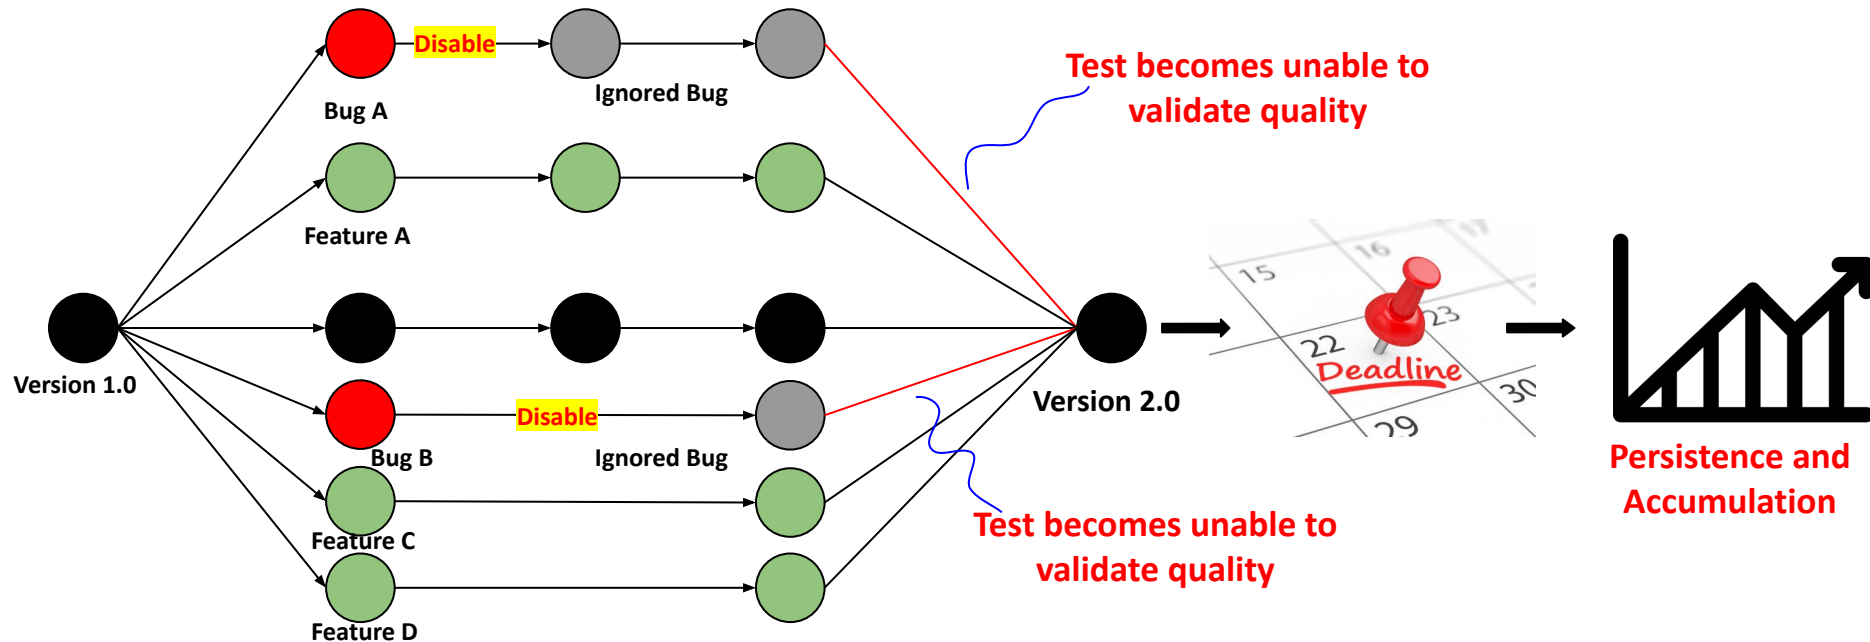 Disable
Ignored Bug
Bug A
Test becomes unable to
validate quality
Feature A
Version 1.0
15
16
17
22
23
Deadline
29
30
Version 2.0
Disable
Bug B
Ignored Bug
Feature C
Feature D
Test becomes unable to
validate quality
Persistence and
Accumulation